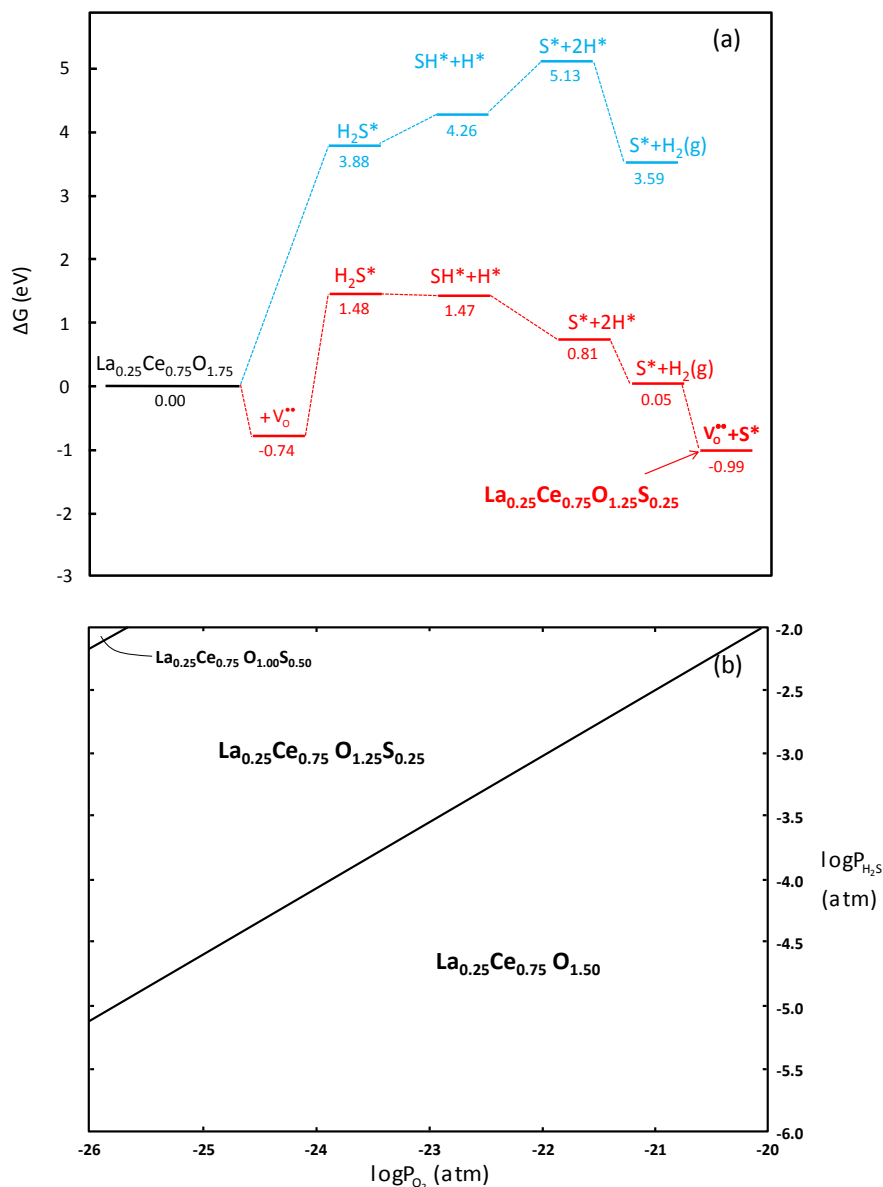 (a)
S*+2H*
5.13
SH*+H*
4.26
H₂S*
3.88
S*+H₂(g)
3.59
5
4
3
2
1
0
-1
-2
-3
ΔG (eV)
H₂S*
1.48
SH*+H*
1.47
S*+2H*
0.81
S*+H₂(g)
0.05
La₀.₂₅Ce₀.₇₅O₁.₇₅
0.00
+V₀••
-0.74
V₀••+S*
-0.99
La₀.₂₅Ce₀.₇₅O₁.₂₅S₀.₂₅
(b)
La₀.₂₅Ce₀.₇₅ O₁.₀₀S₀.₅₀
La₀.₂₅Ce₀.₇₅ O₁.₂₅S₀.₂₅
La₀.₂₅Ce₀.₇₅ O₁.₅₀
-2.0
-2.5
-3.0
-3.5
-4.0
-4.5
-5.0
-5.5
-6.0
logP_H₂S
(atm)
-26
-25
-24
-23
-22
-21
-20
logP_O₂ (atm)